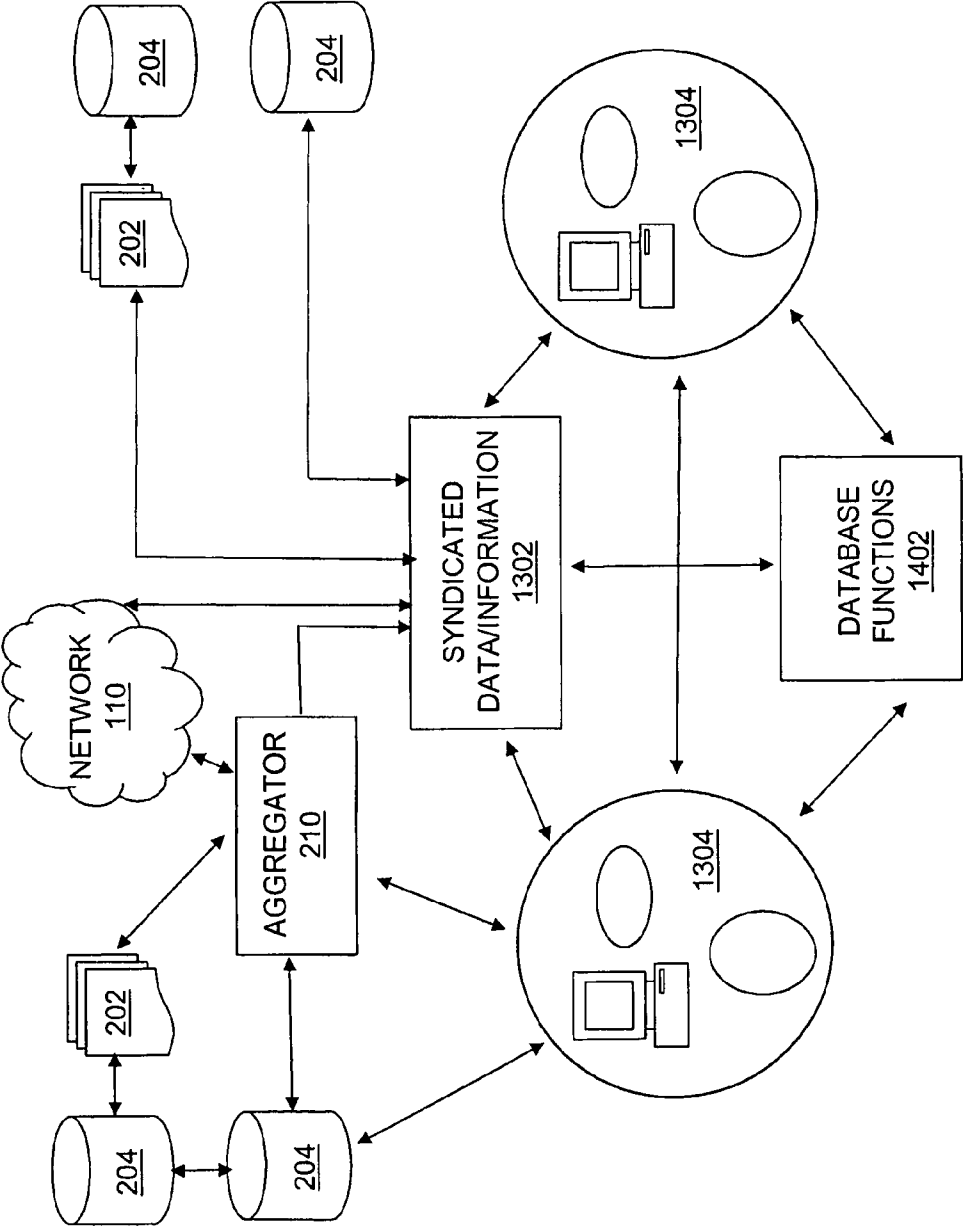 204
202
NETWORK
110
202
204
204
AGGREGATOR
210
204
SYNDICATED
DATA/INFORMATION
1302
1304
1304
DATABASE
FUNCTIONS
1402